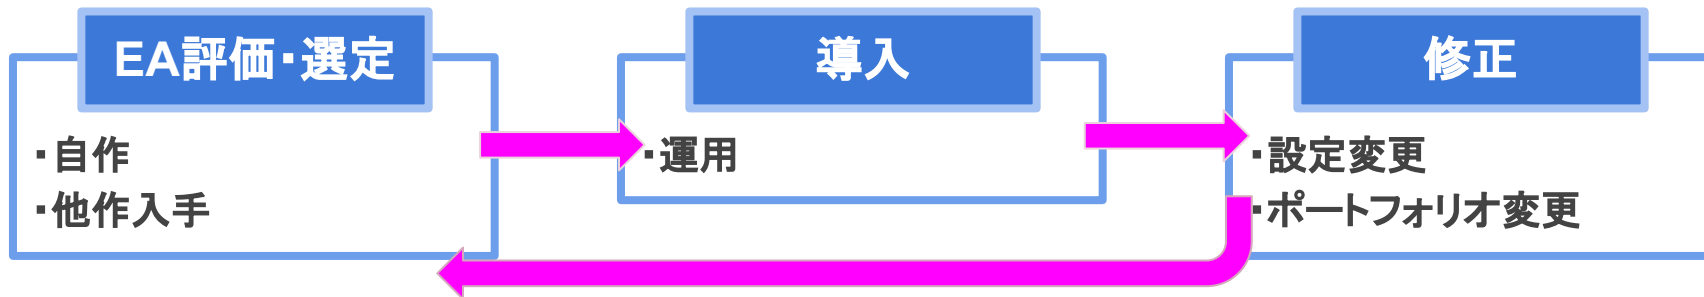 EA評価・選定
・自作
・他作入手
導入
・運用
修正
・設定変更
・ポートフォリオ変更